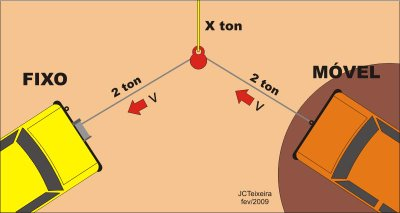 X ton
FIXO
MÓVEL
2 ton
2 ton
V
V
JCTeixeira
fev/2009